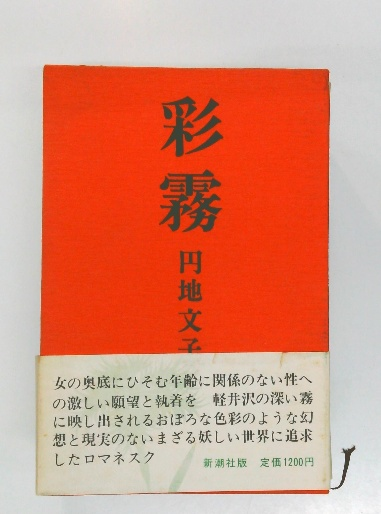 彩霧
円地文子
女の奥底にひそむ年齢に関係のない性へ
の激しい願望と執着を 軽井沢の深い霧
に映し出されるおぼろな色彩のような幻
想と現実のないまざる妖しい世界に追求
したロマネスク
新潮社版 定価1200円